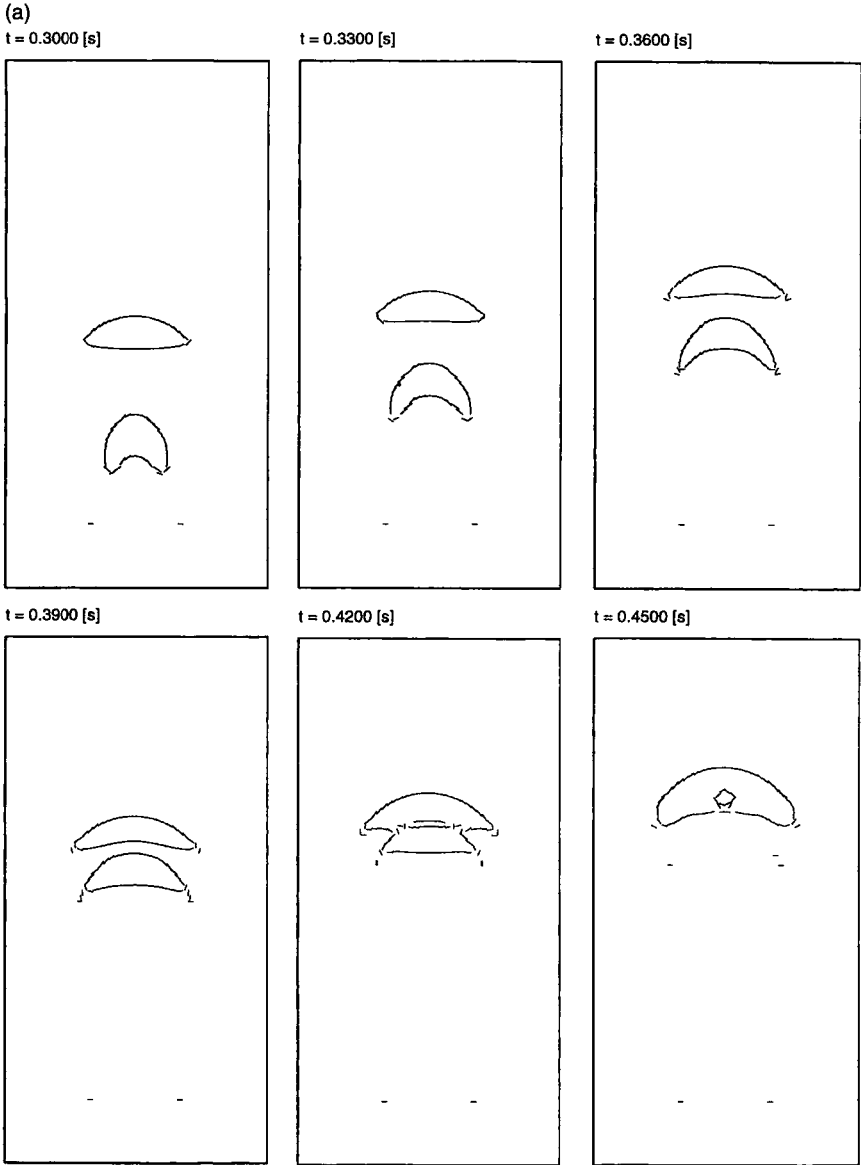 (a)
t = 0.3000 [s]
t = 0.3300 [s]
t = 0.3600 [s]
t = 0.3900 [s]
t = 0.4200 [s]
t = 0.4500 [s]